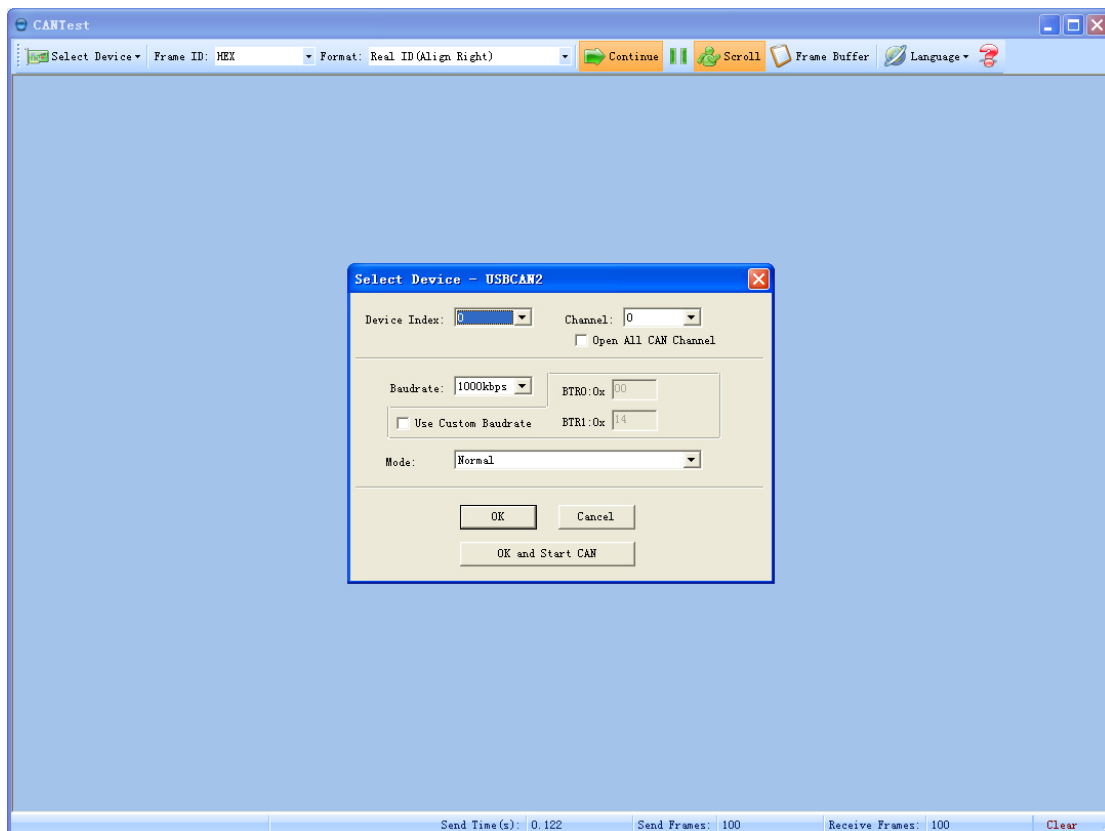 CANTest
Select Device Frame ID: HEX Format: Real ID(Align Right) Continue Scroll Frame Buffer Language
Select Device - USBCAN2
Device Index: 0 Channel: 0
Open All CAN Channel
Baudrate: 1000kbps BTR0:0x 00
Use Custom Baudrate BTR1:0x 14
Mode: Normal
OK Cancel
OK and Start CAN
Send Time(s): 0.122 Send Frames: 100 Receive Frames: 100 Clear